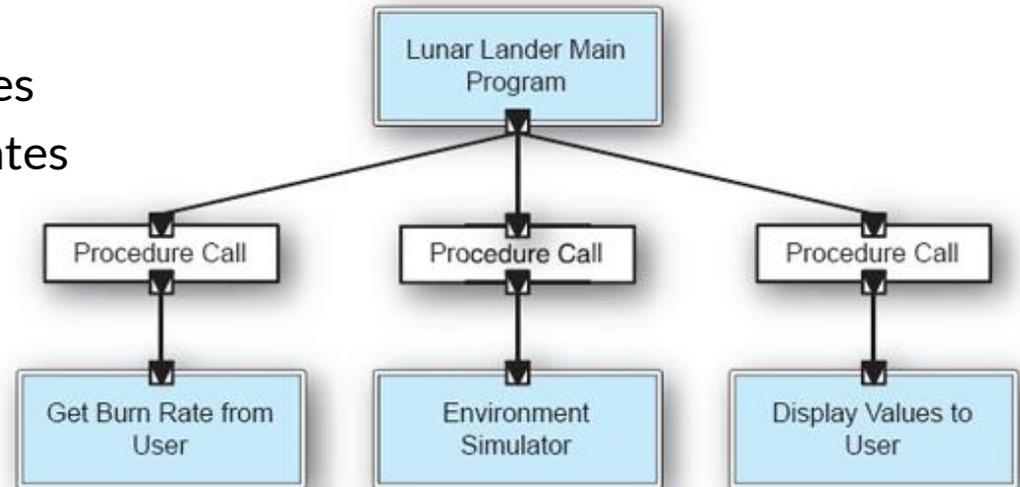 Lunar Lander Main
Program
es
Procedure Call
Procedure Call
Procedure Call
Get Burn Rate from
User
Environment
Simulator
Display Values to
User